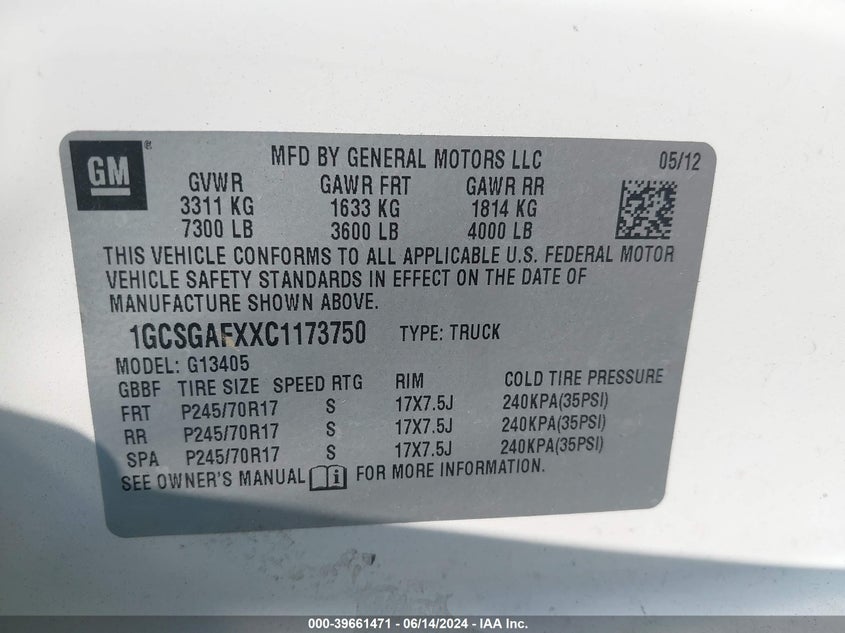 GM®
MFD BY GENERAL MOTORS LLC 05/12
GVWR GAWR FRT GAWR RR
3311 KG 1633 KG 1814 KG
7300 LB 3600 LB 4000 LB
THIS VEHICLE CONFORMS TO ALL APPLICABLE U.S. FEDERAL MOTOR
VEHICLE SAFETY STANDARDS IN EFFECT ON THE DATE OF
MANUFACTURE SHOWN ABOVE.
1GCSGAFXXC1173750 TYPE: TRUCK
MODEL: G13405
GBBF TIRE SIZE SPEED RTG RIM COLD TIRE PRESSURE
FRT P245/70R17 S 17X7.5J 240KPA(35PSI)
RR P245/70R17 S 17X7.5J 240KPA(35PSI)
SPA P245/70R17 S 17X7.5J 240KPA(35PSI)
SEE OWNER'S MANUAL FOR MORE INFORMATION.
000-39661471 - 06/14/2024 - IAA Inc.